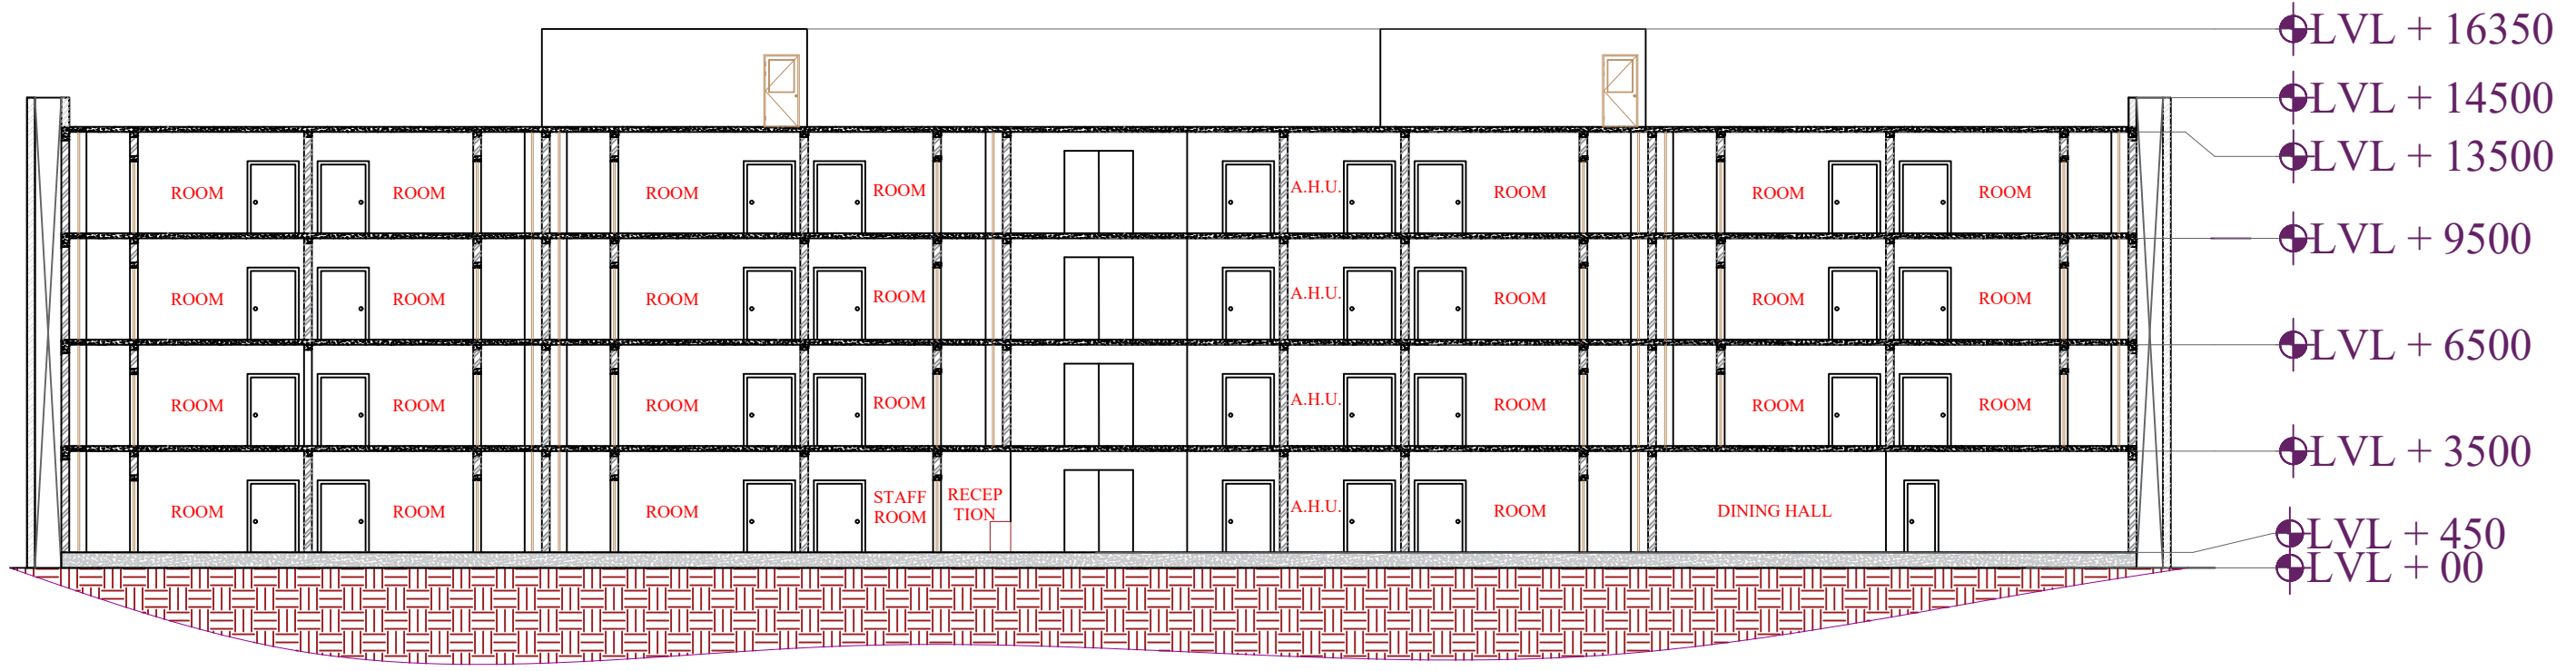 LVL + 16350
LVL + 14500
LVL + 13500
ROOM ROOM ROOM ROOM A.H.U. ROOM ROOM ROOM
LVL + 9500
ROOM ROOM ROOM ROOM A.H.U. ROOM ROOM ROOM
LVL + 6500
ROOM ROOM ROOM ROOM A.H.U. ROOM ROOM ROOM
LVL + 3500
ROOM ROOM ROOM STAFF
ROOM
RECEP
TION
A.H.U. ROOM DINING HALL
LVL + 450
LVL + 00